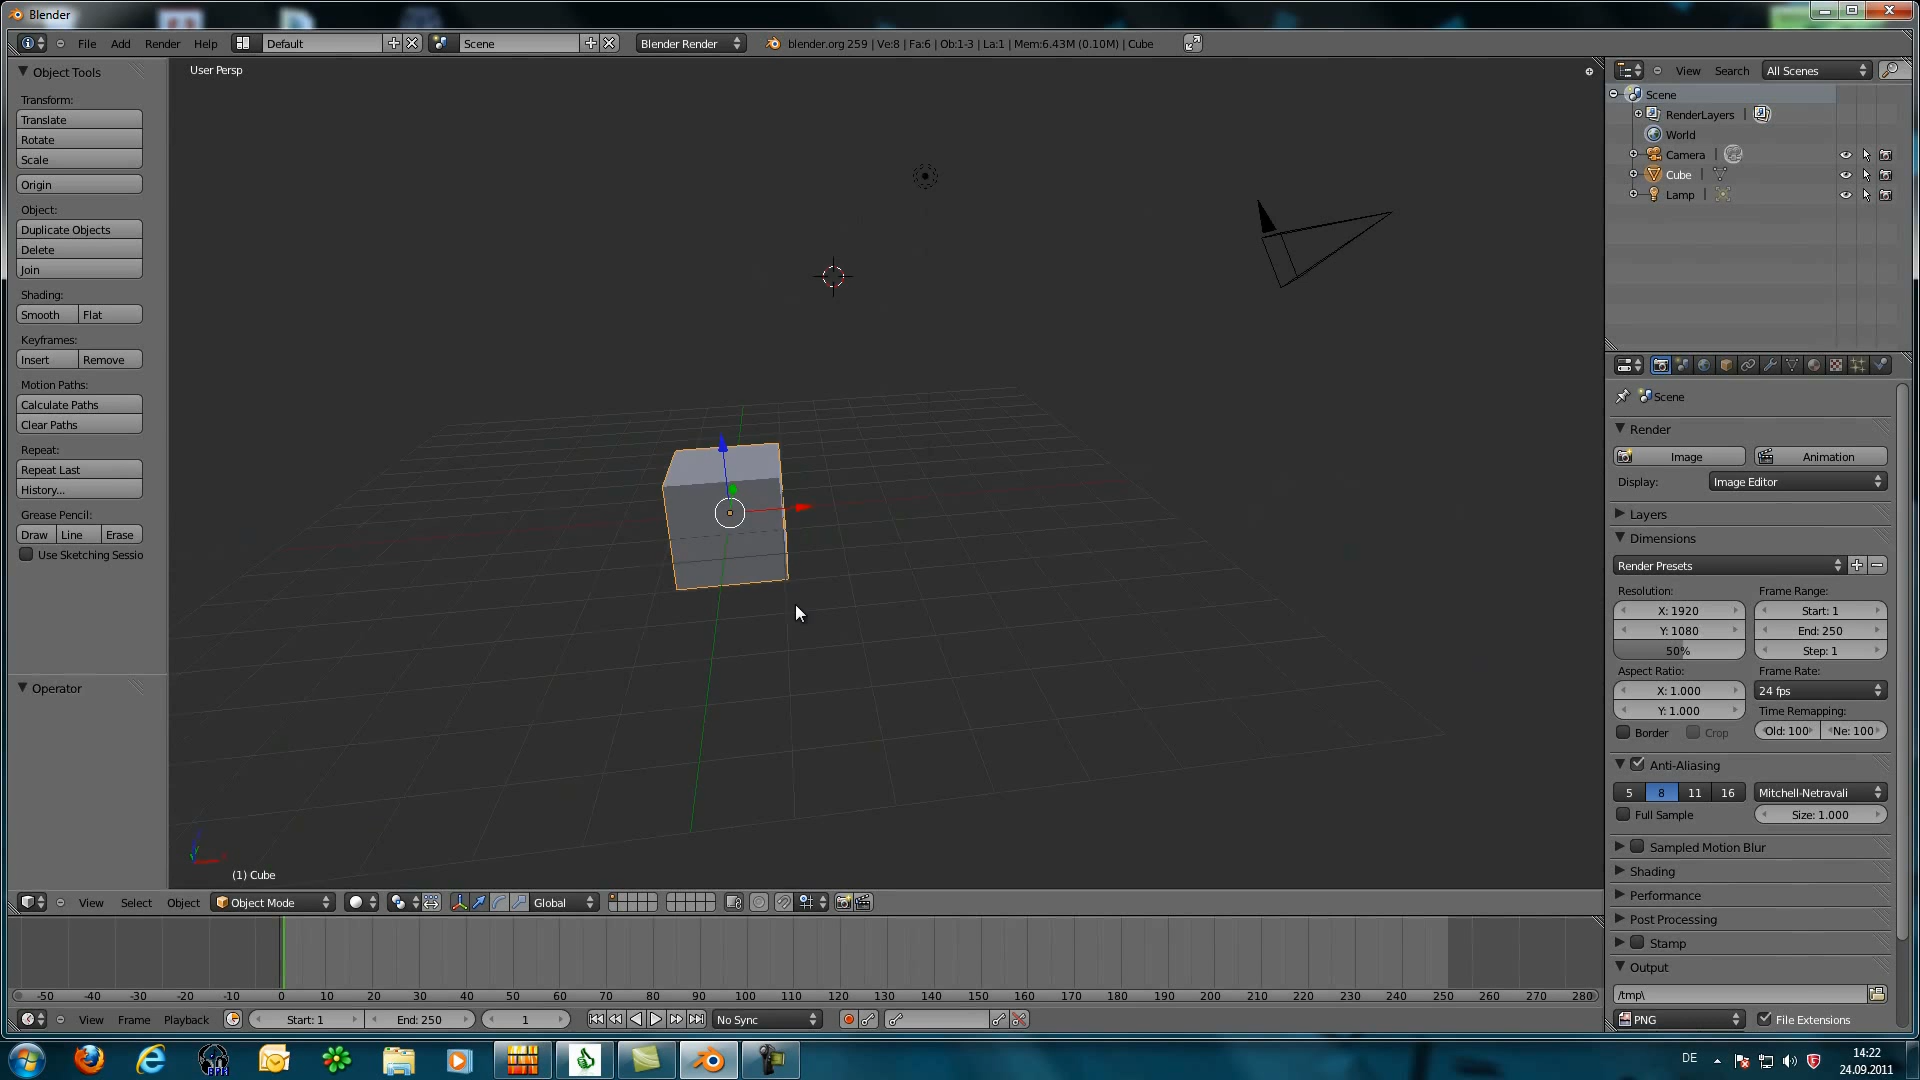 Blender
File Add Render Help Default Scene Blender Render blender.org 259 | Ve:8 | Fa:6 | Ob:1-3 | La:1 | Mem:6.43M (0.10M) | Cube
Object Tools
Transform:
Translate
Rotate
Scale
Origin
Object:
Duplicate Objects
Delete
Join
Shading:
Smooth Flat
Keyframes:
Insert Remove
Motion Paths:
Calculate Paths
Clear Paths
Repeat:
Repeat Last
History...
Grease Pencil:
Draw Line Erase
Use Sketching Sessio
Operator
User Persp
(1) Cube
View Search All Scenes
Scene
RenderLayers |
World
Camera |
Cube |
Lamp |
Scene
Render
Image Animation
Display: Image Editor
Layers
Dimensions
Render Presets
Resolution: Frame Range:
X: 1920 Start: 1
Y: 1080 End: 250
50% Step: 1
Aspect Ratio: Frame Rate:
X: 1.000 24 fps
Y: 1.000 Time Remapping:
Border Crop Old: 100 Ne: 100
Anti-Aliasing
5 8 11 16 Mitchell-Netravali
Full Sample Size: 1.000
Sampled Motion Blur
Shading
Performance
Post Processing
Stamp
Output
/tmp\
PNG File Extensions
View Select Object Object Mode Global
-50 -40 -30 -20 -10 0 10 20 30 40 50 60 70 80 90 100 110 120 130 140 150 160 170 180 190 200 210 220 230 240 250 260 270 280
View Frame Playback Start: 1 End: 250 1 No Sync
DE 14:22
24.09.2011